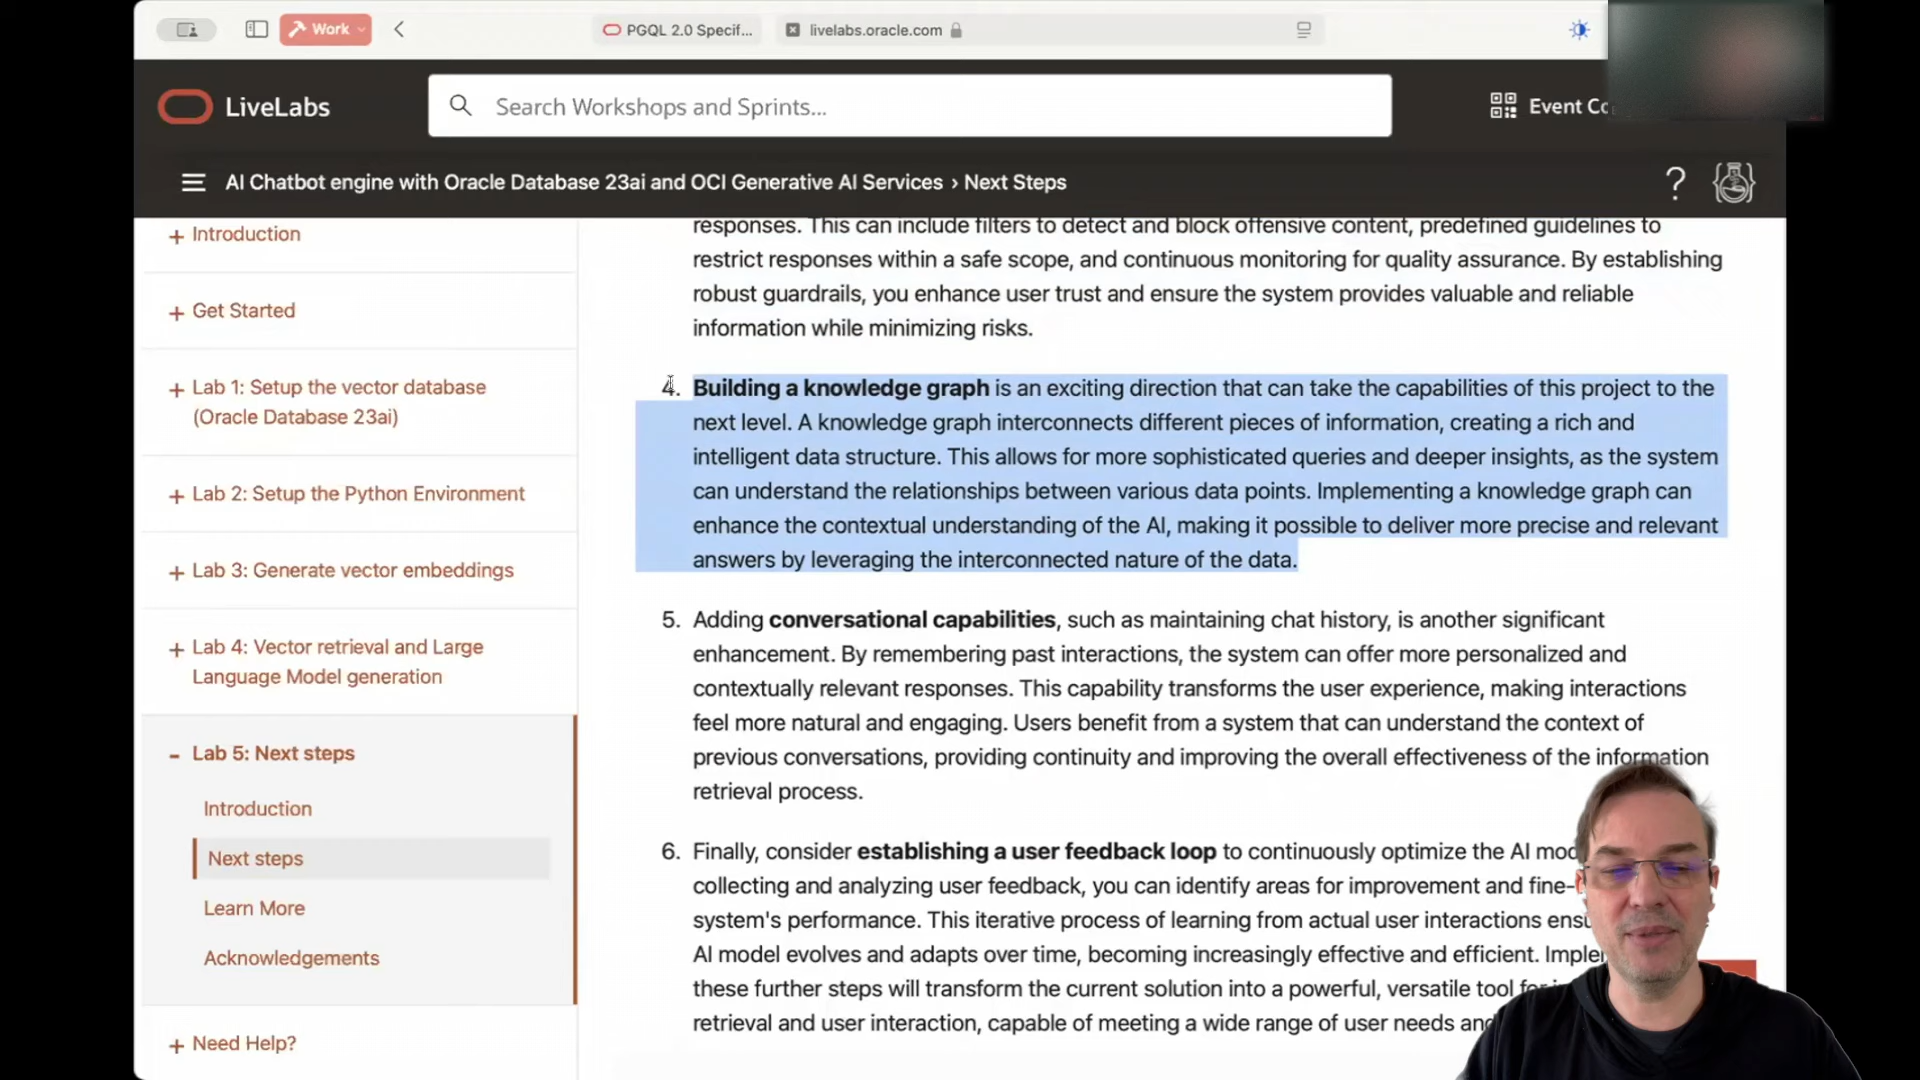 Work
PGQL 2.0 Specif...
livelabs.oracle.com
LiveLabs
Search Workshops and Sprints...
Event
AI Chatbot engine with Oracle Database 23ai and OCI Generative AI Services › Next Steps
?
+ Introduction
+ Get Started
+ Lab 1: Setup the vector database
(Oracle Database 23ai)
+ Lab 2: Setup the Python Environment
+ Lab 3: Generate vector embeddings
+ Lab 4: Vector retrieval and Large
Language Model generation
- Lab 5: Next steps
Introduction
Next steps
Learn More
Acknowledgements
+ Need Help?
responses. This can include filters to detect and block offensive content, predefined guidelines to
restrict responses within a safe scope, and continuous monitoring for quality assurance. By establishing
robust guardrails, you enhance user trust and ensure the system provides valuable and reliable
information while minimizing risks.
4. Building a knowledge graph is an exciting direction that can take the capabilities of this project to the
next level. A knowledge graph interconnects different pieces of information, creating a rich and
intelligent data structure. This allows for more sophisticated queries and deeper insights, as the system
can understand the relationships between various data points. Implementing a knowledge graph can
enhance the contextual understanding of the AI, making it possible to deliver more precise and relevant
answers by leveraging the interconnected nature of the data.
5. Adding conversational capabilities, such as maintaining chat history, is another significant
enhancement. By remembering past interactions, the system can offer more personalized and
contextually relevant responses. This capability transforms the user experience, making interactions
feel more natural and engaging. Users benefit from a system that can understand the context of
previous conversations, providing continuity and improving the overall effectiveness of the information
retrieval process.
6. Finally, consider establishing a user feedback loop to continuously optimize the AI
collecting and analyzing user feedback, you can identify areas for improvement and fine-
system's performance. This iterative process of learning from actual user interactions
AI model evolves and adapts over time, becoming increasingly effective and efficient.
these further steps will transform the current solution into a powerful, versatile tool
retrieval and user interaction, capable of meeting a wide range of user needs